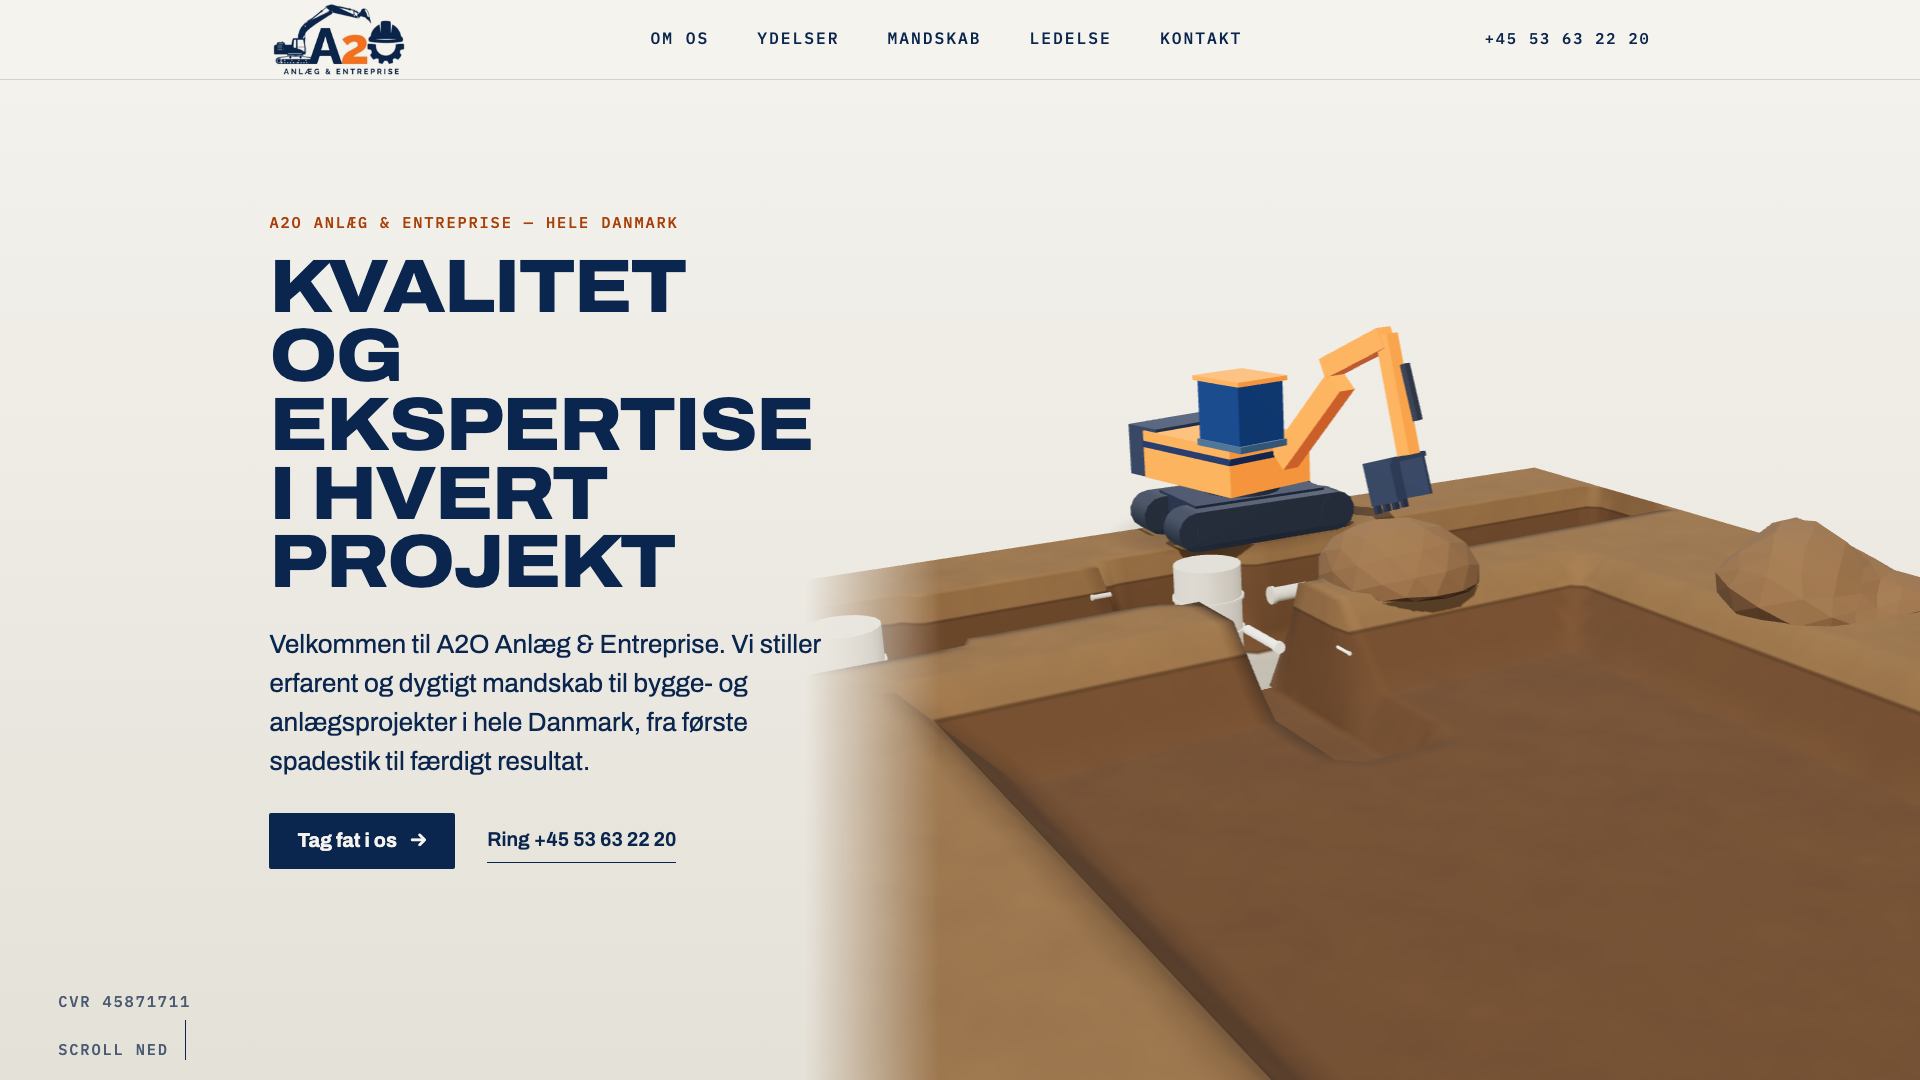 A2O
ANLÆG & ENTREPRISE
OM OS
YDELSER
MANDSKAB
LEDELSE
KONTAKT
+45 53 63 22 20
A2O ANLÆG & ENTREPRISE — HELE DANMARK
KVALITET
OG
EKSPERTISE
I HVERT
PROJEKT
Velkommen til A2O Anlæg & Entreprise. Vi stiller
erfarent og dygtigt mandskab til bygge- og
anlægsprojekter i hele Danmark, fra første
spadestik til færdigt resultat.
Tag fat i os →
Ring +45 53 63 22 20
CVR 45871711
SCROLL NED